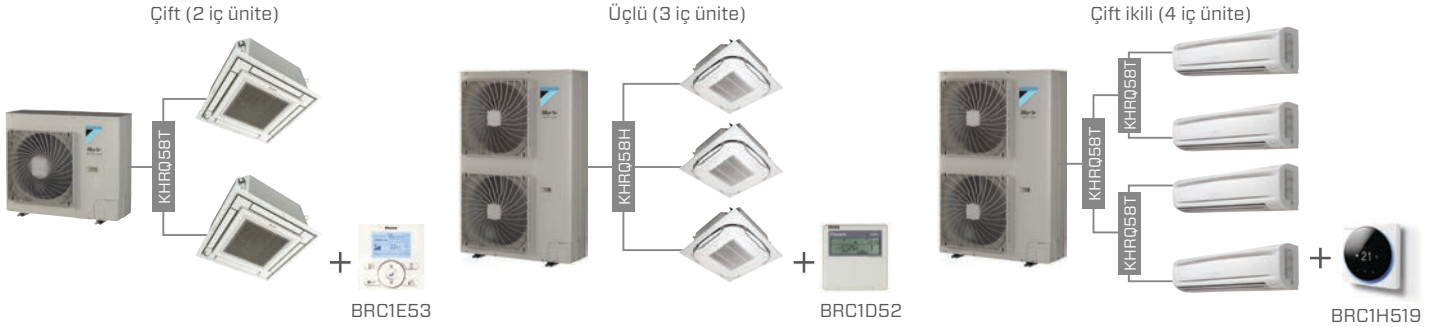 Çift (2 iç ünite)
KHRQ58T
BRC1E53
Üçlü (3 iç ünite)
KHRQ58H
BRC1D52
Çift ikili (4 iç ünite)
KHRQ58T
KHRQ58T
KHRQ58T
21
BRC1H519